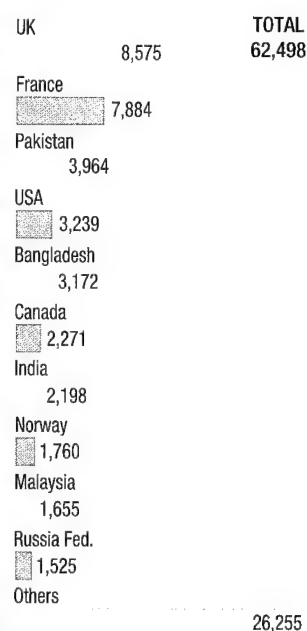 UK
TOTAL
8,575
62,498
France
7,884
Pakistan
3,964
USA
3,239
Bangladesh
3,172
Canada
2,271
India
2,198
Norway
1,760
Malaysia
1,655
Russia Fed.
1,525
Others
26,255